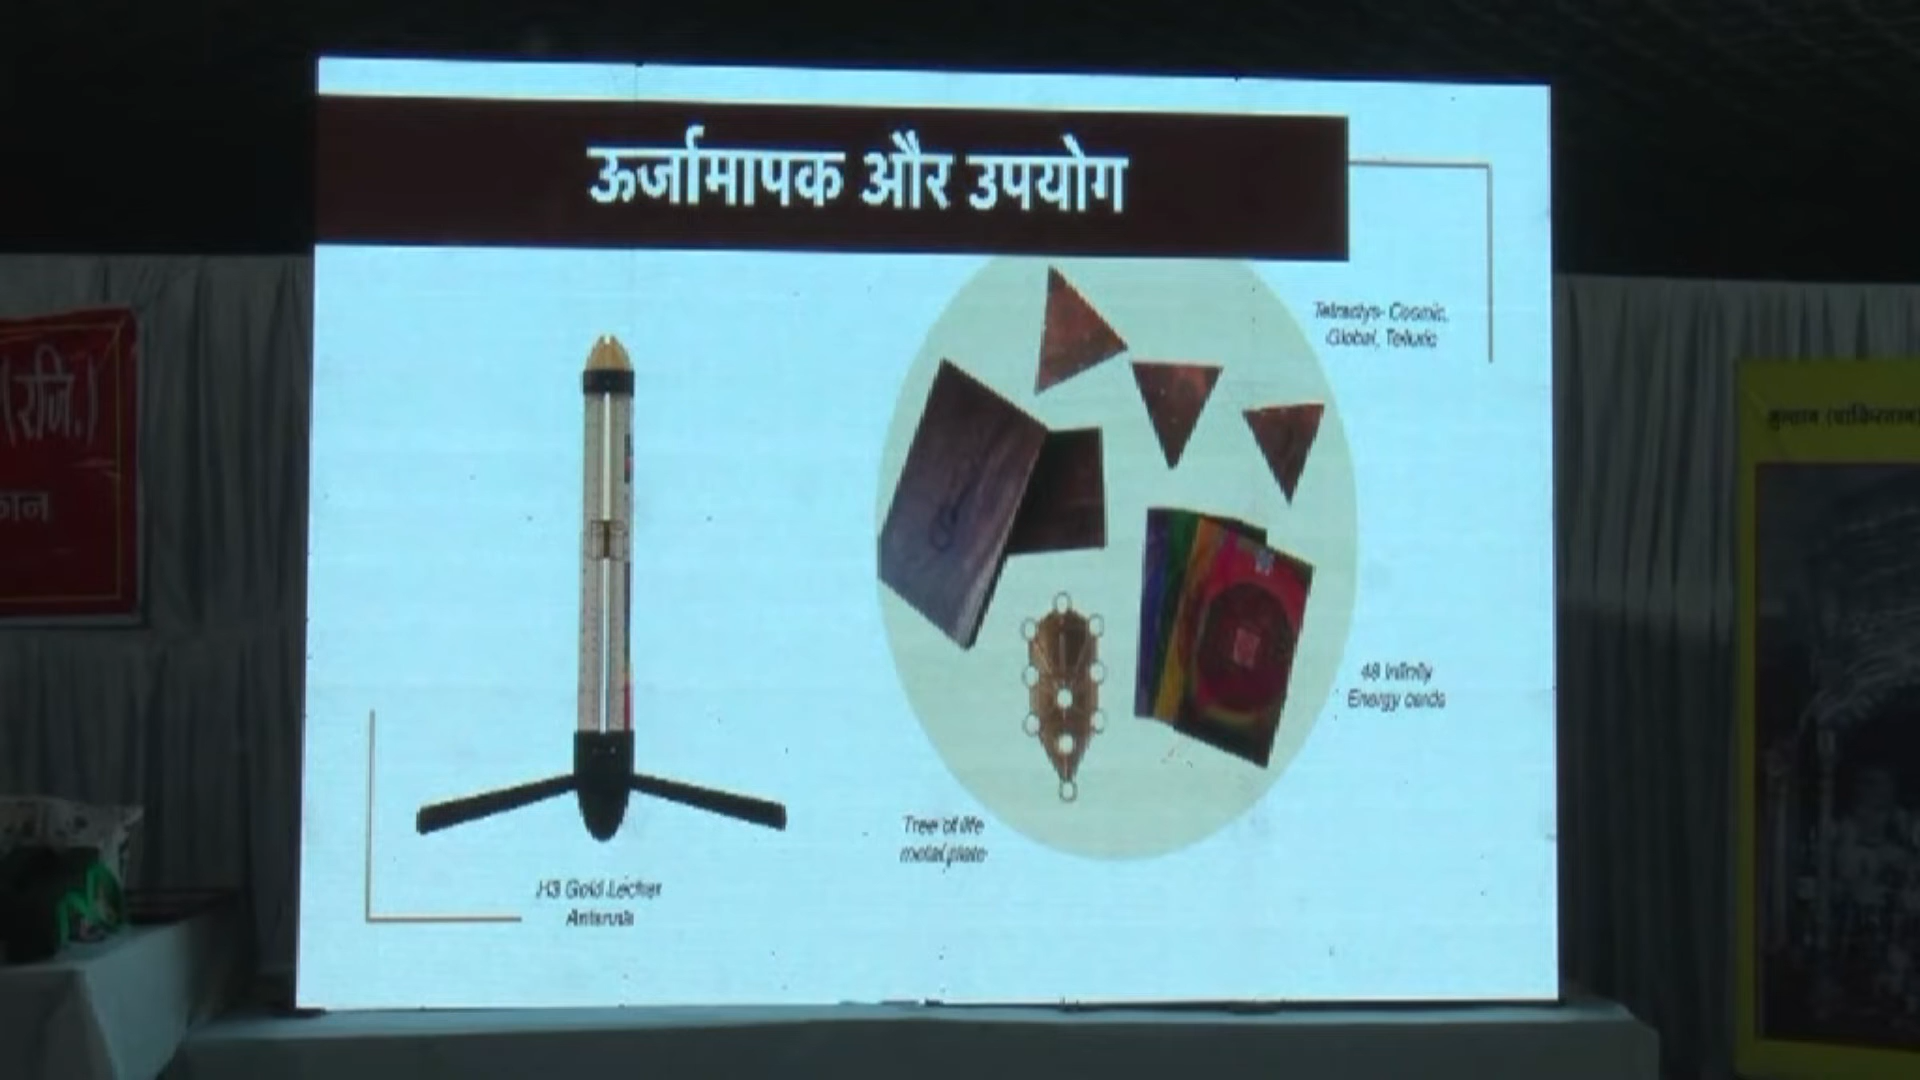 ऊर्जामापक और उपयोग
Tetractys- Cosmic,
Global, Telluric
48 Infinity
Energy cards
Tree of life
metal plate
H3 Gold Lecher
Antenna
(रजि.)
मुल्तान (पाकिस्तान)